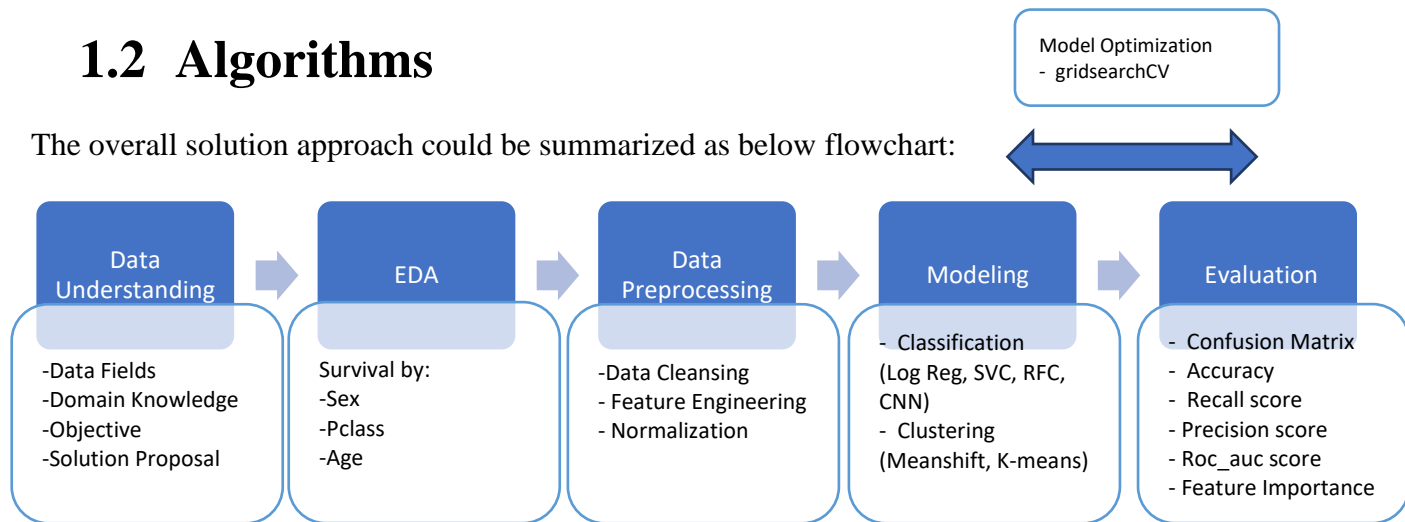 1.2 Algorithms
Model Optimization
- gridsearchCV
The overall solution approach could be summarized as below flowchart:
Data
Understanding
-Data Fields
-Domain Knowledge
-Objective
-Solution Proposal
EDA
Survival by:
-Sex
-Pclass
-Age
Data
Preprocessing
-Data Cleansing
- Feature Engineering
- Normalization
Modeling
- Classification
(Log Reg, SVC, RFC,
CNN)
- Clustering
(Meanshift, K-means)
Evaluation
- Confusion Matrix
- Accuracy
- Recall score
- Precision score
- Roc_auc score
- Feature Importance